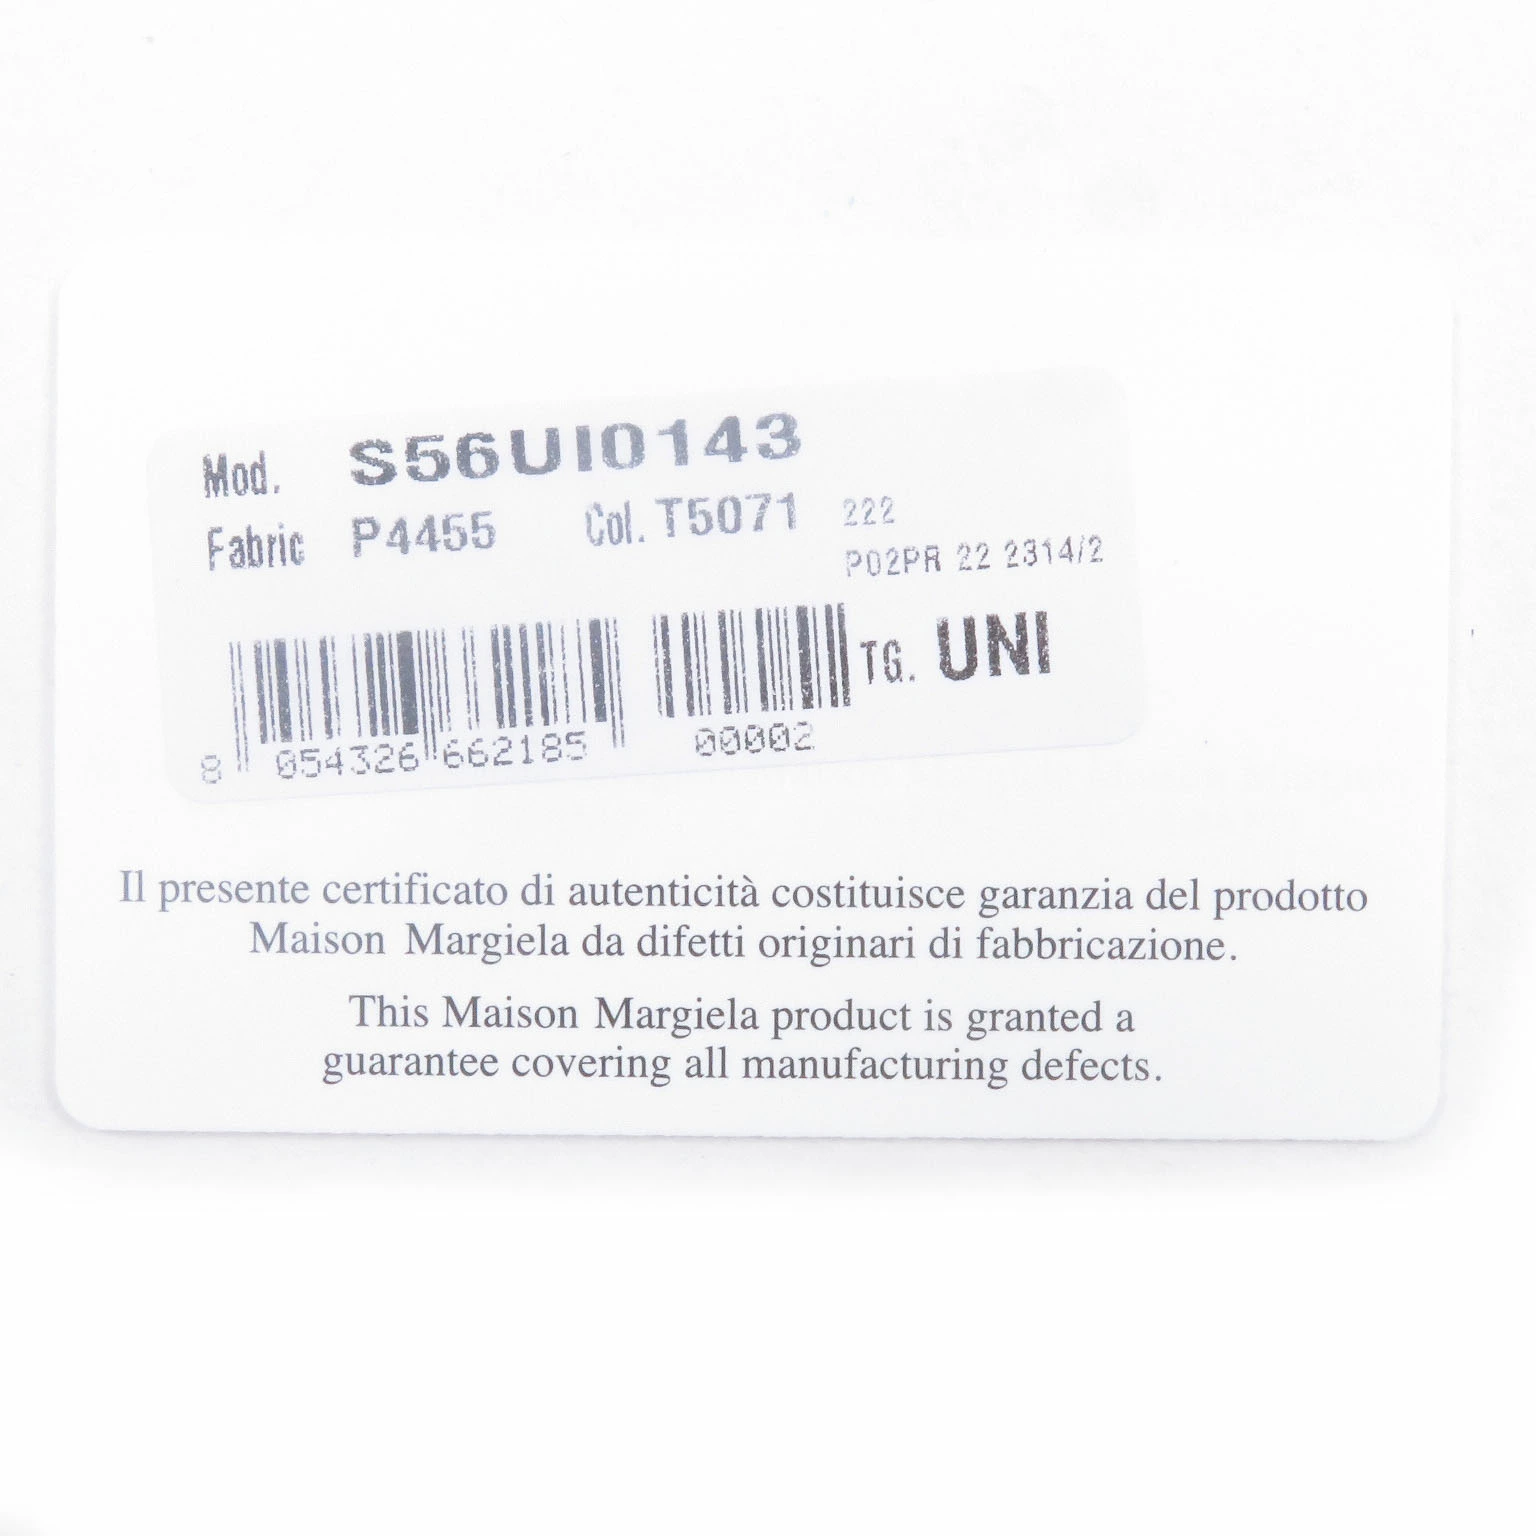 Mod. S56UI0143
Fabric P4455 Col. T5071 222
P02PR 22 2314/2
TG. UNI
8 054326 662185 00002
Il presente certificato di autenticità costituisce garanzia del prodotto
Maison Margiela da difetti originari di fabbricazione.
This Maison Margiela product is granted a
guarantee covering all manufacturing defects.